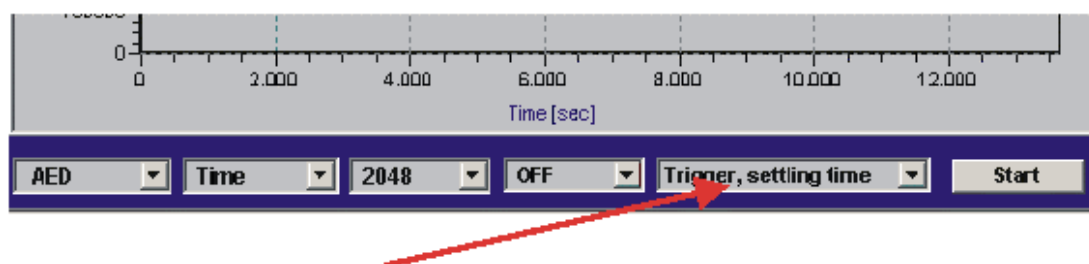 0
0 2.000 4.000 6.000 8.000 10.000 12.000
Time [sec]
AED Time 2048 OFF Trigger, settling time Start